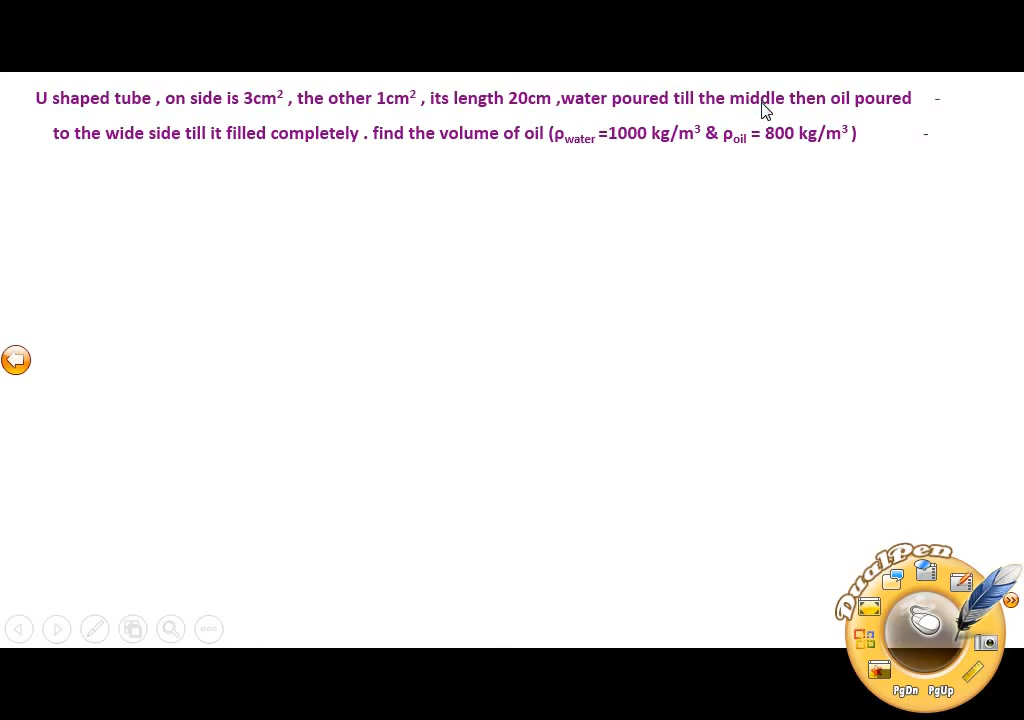 U shaped tube , on side is 3cm² , the other 1cm² , its length 20cm ,water poured till the middle then oil poured -
to the wide side till it filled completely . find the volume of oil (ρwater =1000 kg/m³ & ρoil = 800 kg/m³ ) -
DualPen
PgDn PgUp